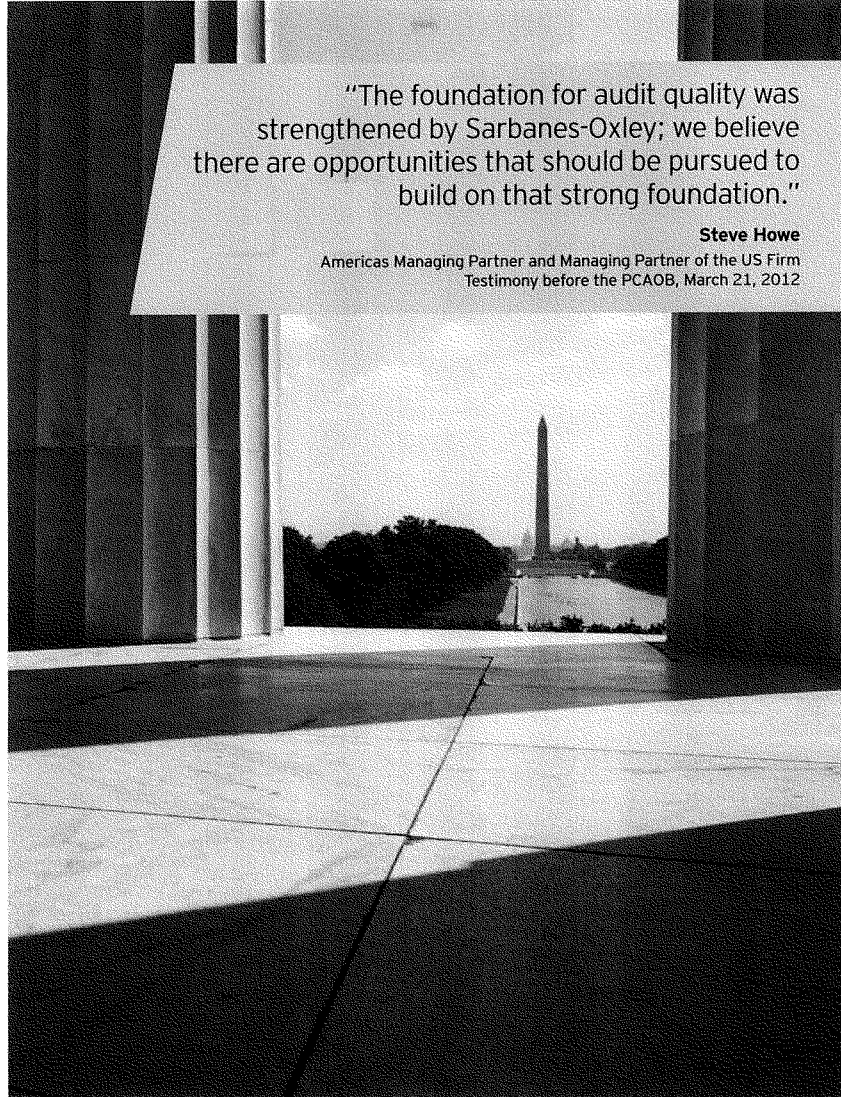 "The foundation for audit quality was
strengthened by Sarbanes-Oxley; we believe
there are opportunities that should be pursued to
build on that strong foundation."
Steve Howe
Americas Managing Partner and Managing Partner of the US Firm
Testimony before the PCAOB, March 21, 2012